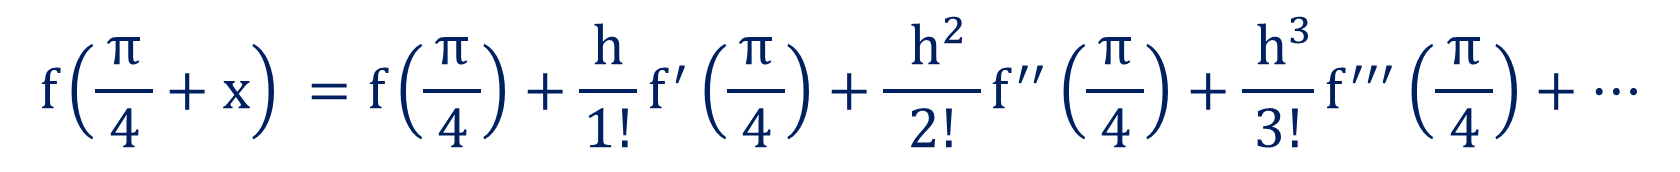 f(π/4 + x) = f(π/4) + h/1! f′(π/4) + h²/2! f′′(π/4) + h³/3! f′′′(π/4) + ⋯